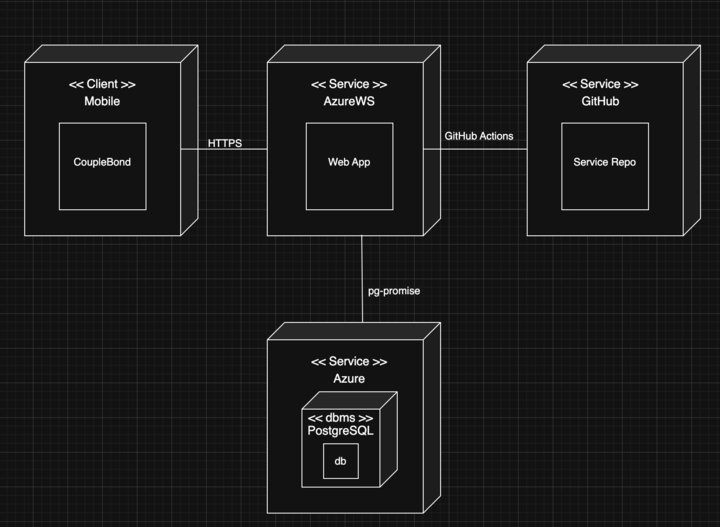 << Client >>
Mobile
CoupleBond
HTTPS
<< Service >>
AzureWS
Web App
GitHub Actions
<< Service >>
GitHub
Service Repo
pg-promise
<< Service >>
Azure
<< dbms >>
PostgreSQL
db